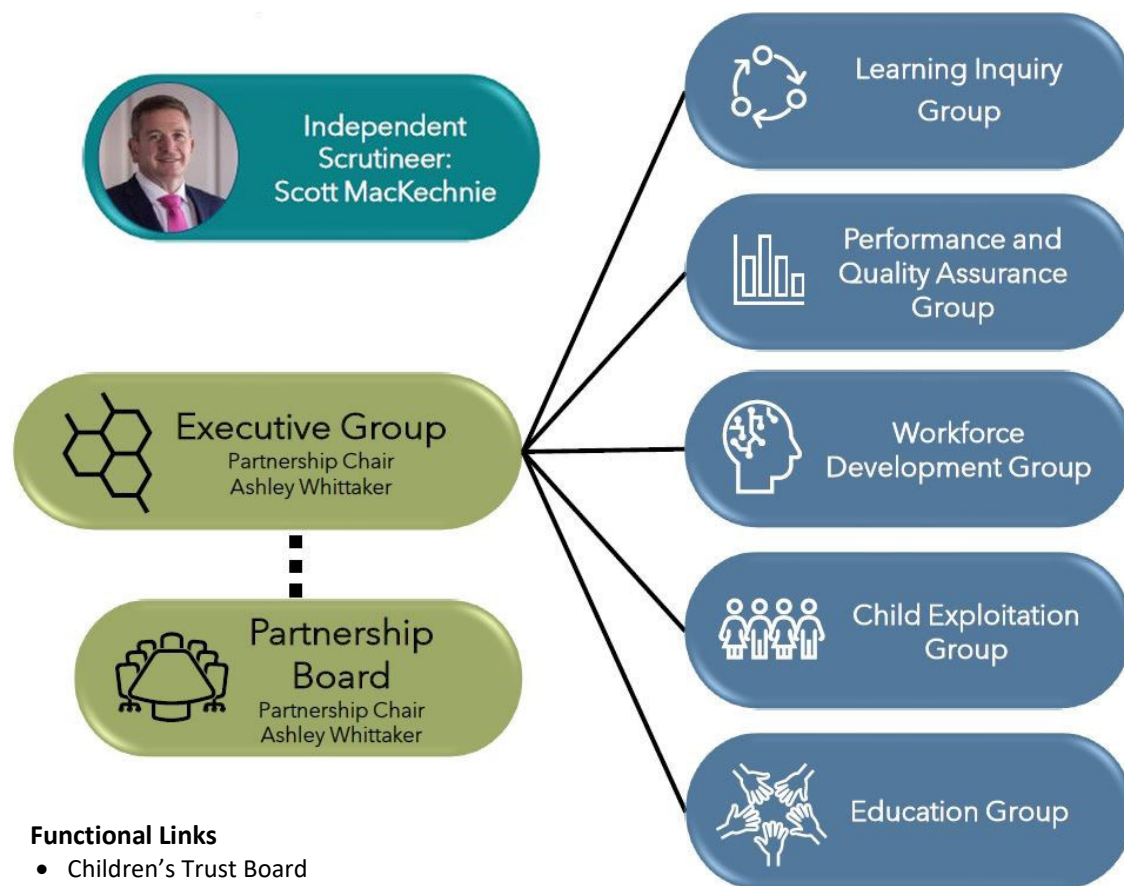 Independent
Scrutineer:
Scott MacKechnie
Executive Group
Partnership Chair
Ashley Whittaker
Partnership
Board
Partnership Chair
Ashley Whittaker
Learning Inquiry
Group
Performance and
Quality Assurance
Group
Workforce
Development Group
Child Exploitation
Group
Education Group
Functional Links
• Children’s Trust Board